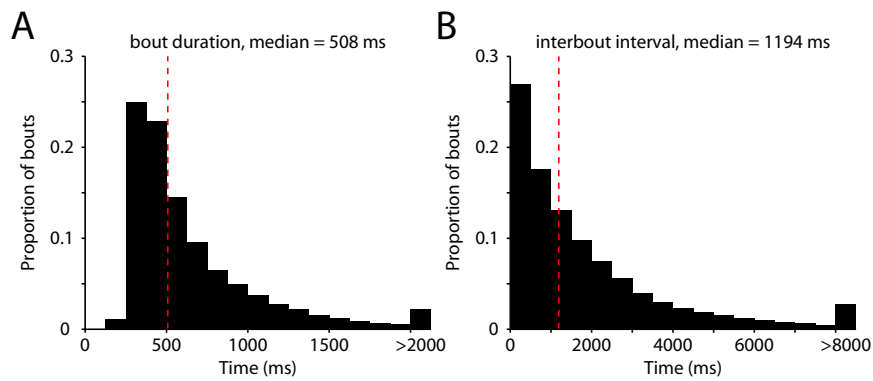 A
bout duration, median = 508 ms
0.3
0.2
0.1
0
Proportion of bouts
0 500 1000 1500 >2000
Time (ms)
B
interbout interval, median = 1194 ms
0.3
0.2
0.1
0
Proportion of bouts
0 2000 4000 6000 >8000
Time (ms)